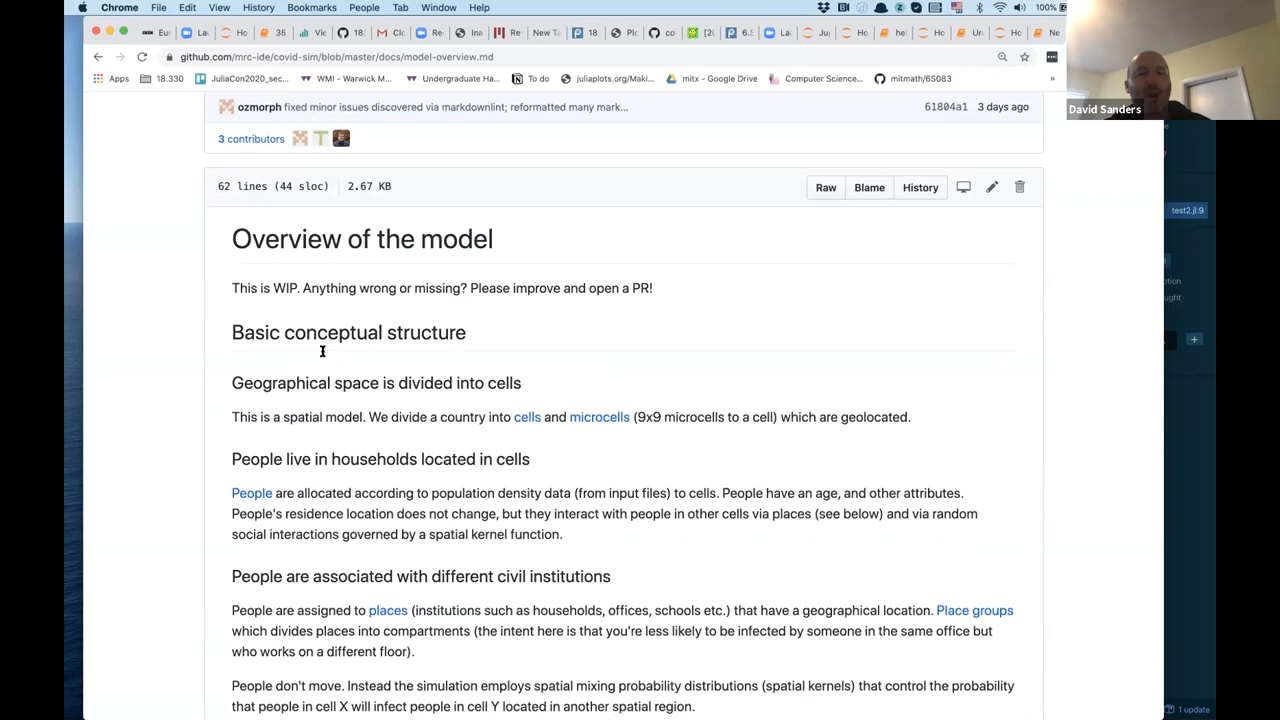 Chrome File Edit View History Bookmarks People Tab Window Help 100%
github.com/mrc-ide/covid-sim/blob/master/docs/model-overview.md
Apps 18.330 JuliaCon2020_sec... WMI - Warwick M... Undergraduate Ha... To do juliaplots.org/Maki... mitx - Google Drive Computer Science... mitmath/6S083 »
David Sanders
ozmorph fixed minor issues discovered via markdownlint; reformatted many mark... 61804a1 3 days ago
3 contributors
62 lines (44 sloc) 2.67 KB Raw Blame History
test2.jl:9
Overview of the model
This is WIP. Anything wrong or missing? Please improve and open a PR!
Basic conceptual structure
Geographical space is divided into cells
This is a spatial model. We divide a country into cells and microcells (9x9 microcells to a cell) which are geolocated.
People live in households located in cells
People are allocated according to population density data (from input files) to cells. People have an age, and other attributes.
People's residence location does not change, but they interact with people in other cells via places (see below) and via random
social interactions governed by a spatial kernel function.
People are associated with different civil institutions
People are assigned to places (institutions such as households, offices, schools etc.) that have a geographical location. Place groups
which divides places into compartments (the intent here is that you're less likely to be infected by someone in the same office but
who works on a different floor).
People don't move. Instead the simulation employs spatial mixing probability distributions (spatial kernels) that control the probability
that people in cell X will infect people in cell Y located in another spatial region.
1 update